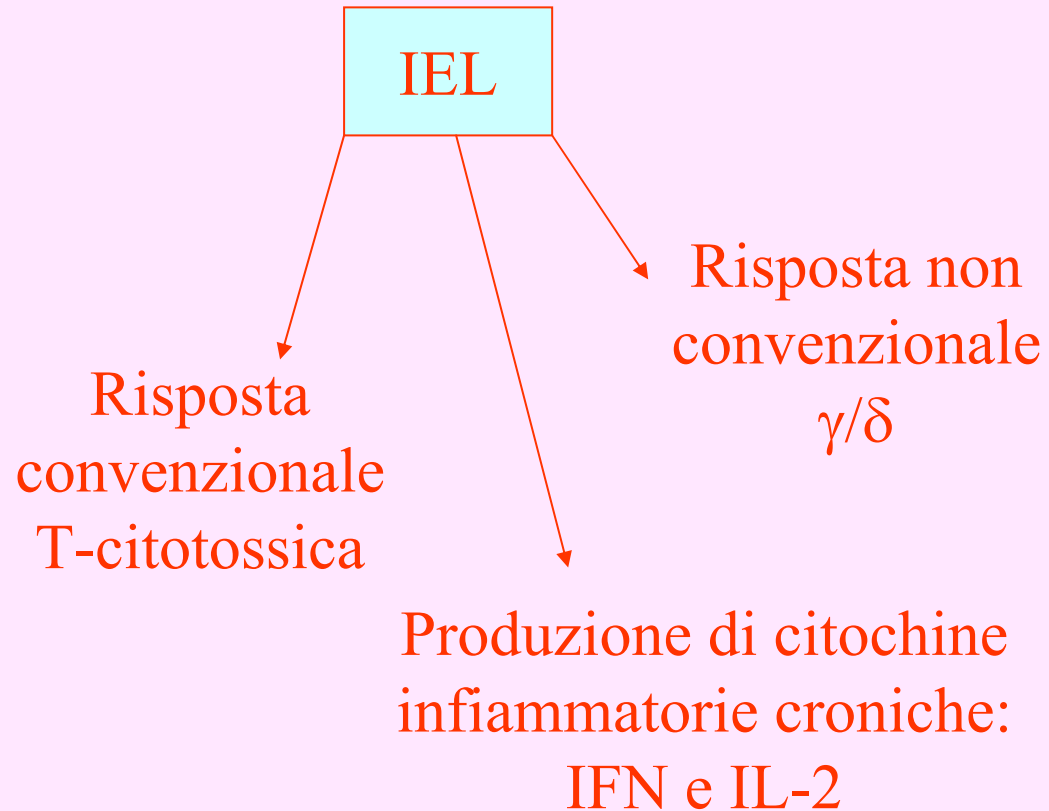 IEL
Risposta
convenzionale
T-citotossica
Produzione di citochine
infiammatorie croniche:
IFN e IL-2
Risposta non
convenzionale
γ/δ